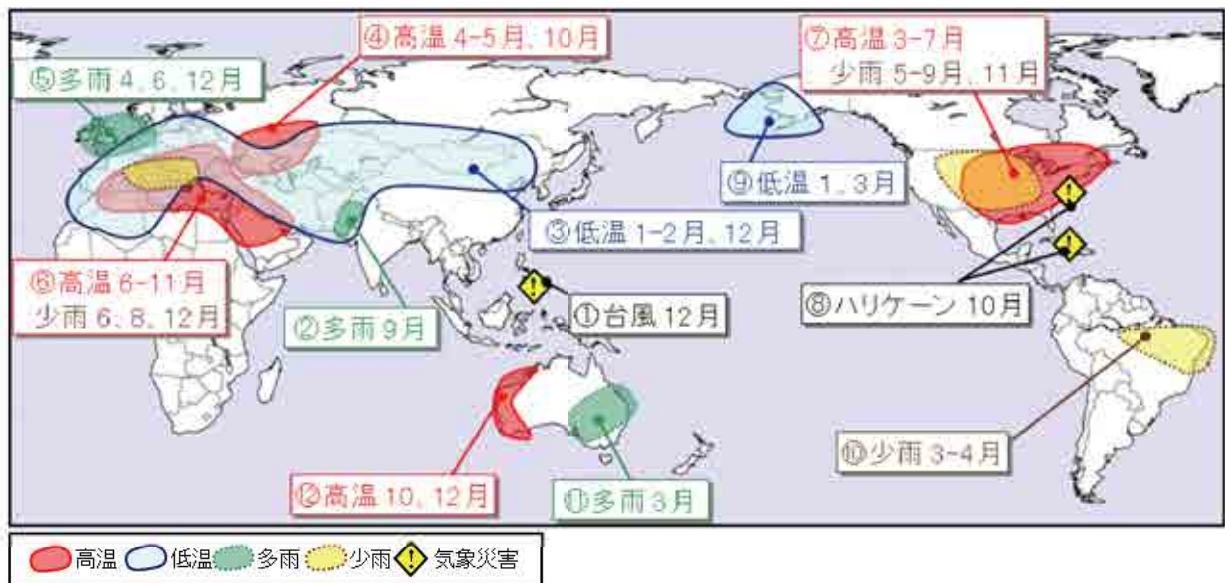 ④高温 4-5月、10月
⑦高温 3-7月
少雨 5-9月、11月
⑤多雨 4、6、12月
⑨低温 1、3月
③低温 1-2月、12月
⑥高温 6-11月
少雨 6、8、12月
②多雨 9月
①台風 12月
⑧ハリケーン 10月
⑩少雨 3-4月
⑫高温 10、12月
⑪多雨 3月
高温 低温 多雨 少雨 ! 気象災害